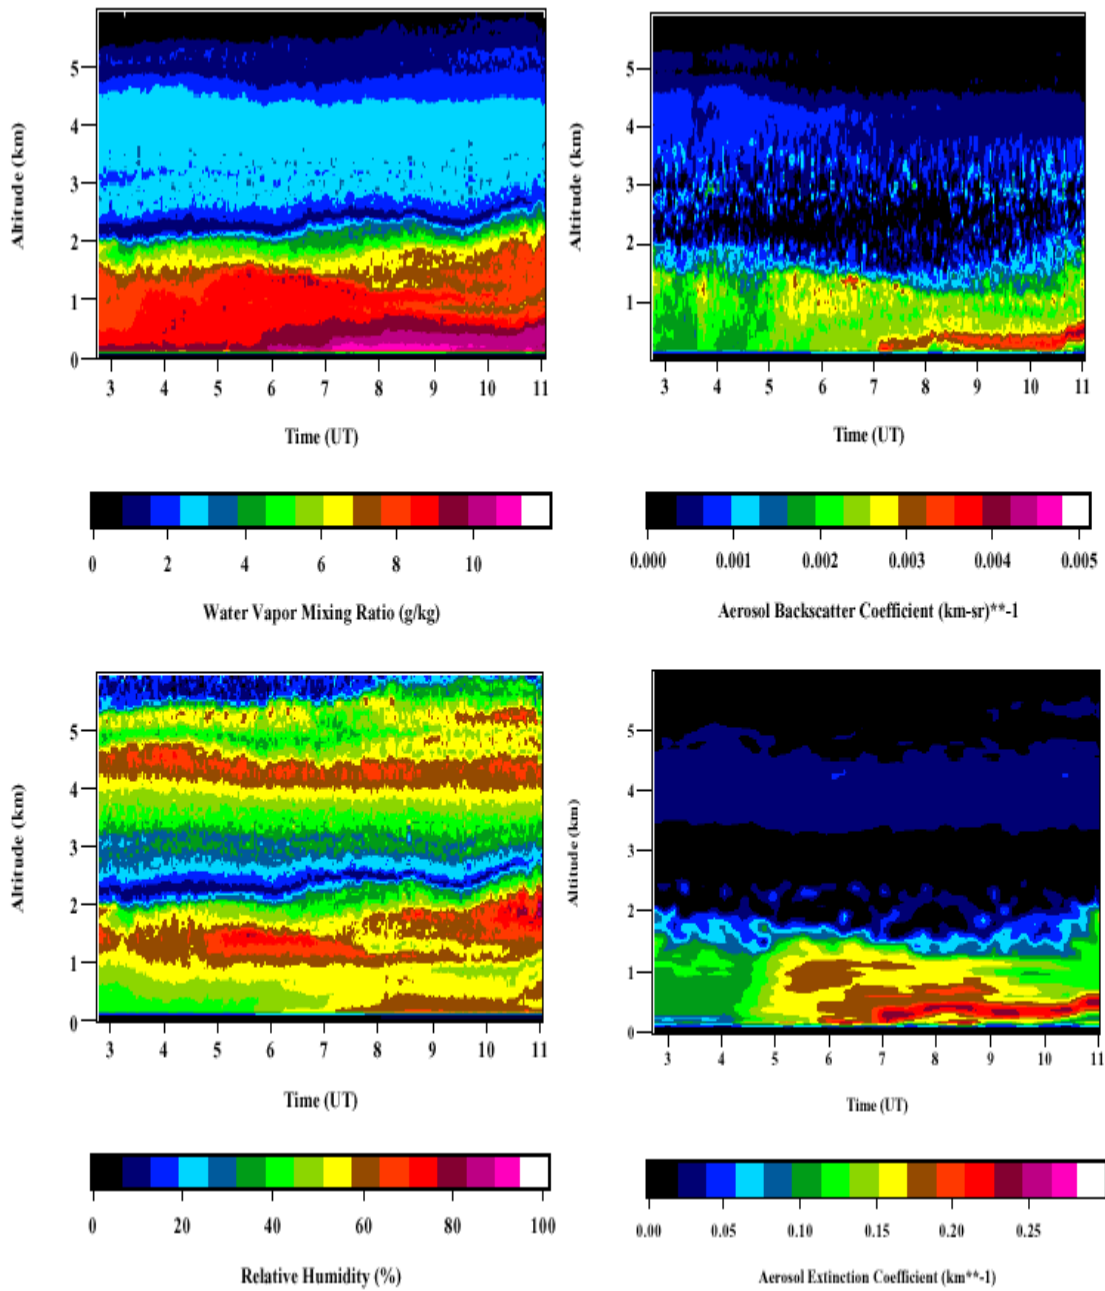 5
4
3
2
1
0
Altitude (km)
3 4 5 6 7 8 9 10 11
Time (UT)
0 2 4 6 8 10
Water Vapor Mixing Ratio (g/kg)
5
4
3
2
1
Altitude (km)
3 4 5 6 7 8 9 10 11
Time (UT)
0.000 0.001 0.002 0.003 0.004 0.005
Aerosol Backscatter Coefficient (km-sr)**-1
5
4
3
2
1
0
Altitude (km)
3 4 5 6 7 8 9 10 11
Time (UT)
0 20 40 60 80 100
Relative Humidity (%)
5
4
3
2
1
0
Altitude (km)
3 4 5 6 7 8 9 10 11
Time (UT)
0.00 0.05 0.10 0.15 0.20 0.25
Aerosol Extinction Coefficient (km**-1)